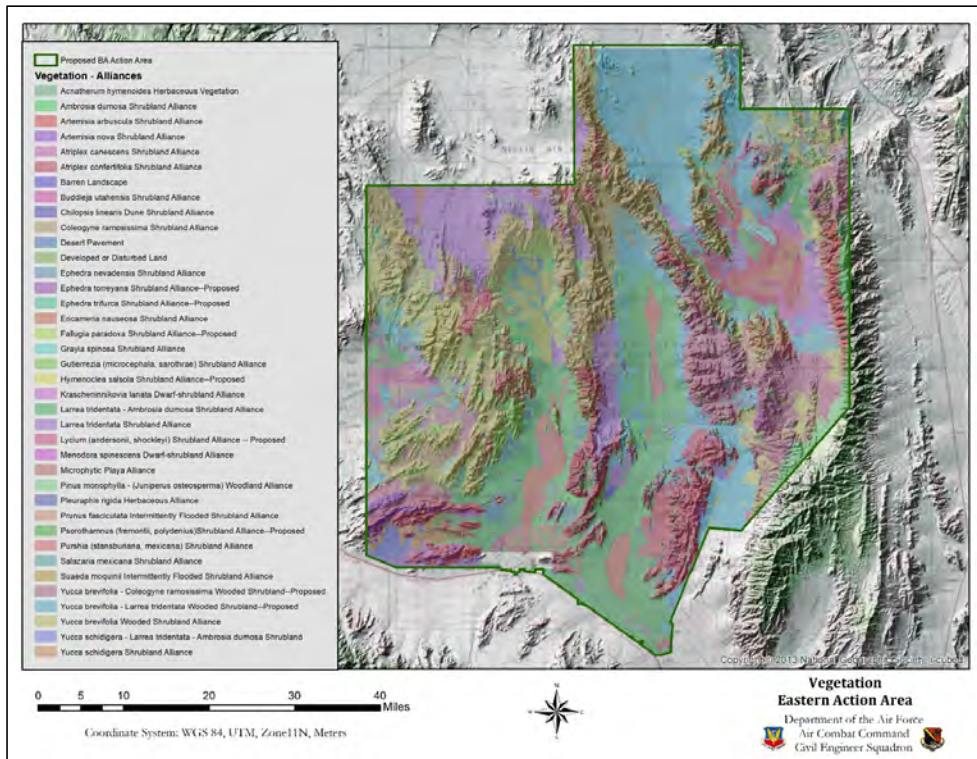 Proposed BA Action Area
Vegetation - Alliances
Acnatherum hymenoides Herbaceous Vegetation
Ambrosia dumosa Shrubland Alliance
Artemisia arbuscula Shrubland Alliance
Artemisia nova Shrubland Alliance
Atriplex canescens Shrubland Alliance
Atriplex confertifolia Shrubland Alliance
Barren Landscape
Buddleja utahensis Shrubland Alliance
Chilopsis linearis Dune Shrubland Alliance
Coleogyne ramosissima Shrubland Alliance
Desert Pavement
Developed or Disturbed Land
Ephedra nevadensis Shrubland Alliance
Ephedra torreyana Shrubland Alliance--Proposed
Ephedra trifurca Shrubland Alliance--Proposed
Ericameria nauseosa Shrubland Alliance
Fallugia paradoxa Shrubland Alliance--Proposed
Grayia spinosa Shrubland Alliance
Gutierrezia (microcephala, sarothrae) Shrubland Alliance
Hymenoclea salsola Shrubland Alliance--Proposed
Krascheninnikovia lanata Dwarf-shrubland Alliance
Larrea tridentata - Ambrosia dumosa Shrubland Alliance
Larrea tridentata Shrubland Alliance
Lycium (andersonii, shockleyi) Shrubland Alliance -- Proposed
Menodora spinescens Dwarf-shrubland Alliance
Microphytic Playa Alliance
Pinus monophylla - (Juniperus osteosperma) Woodland Alliance
Pleuraphis rigida Herbaceous Alliance
Prunus fasciculata Intermittently Flooded Shrubland Alliance
Psorothamnus (fremontii, polydenius)Shrubland Alliance--Proposed
Purshia (stansburiana, mexicana) Shrubland Alliance
Salazaria mexicana Shrubland Alliance
Suaeda moquinii Intermittently Flooded Shrubland Alliance
Yucca brevifolia - Coleogyne ramosissima Wooded Shrubland--Proposed
Yucca brevifolia - Larrea tridentata Wooded Shrubland--Proposed
Yucca brevifolia Wooded Shrubland Alliance
Yucca schidigera - Larrea tridentata - Ambrosia dumosa Shrubland
Yucca schidigera Shrubland Alliance
Copyright:© 2013 National Geographic Society, i-cubed
0 5 10 20 30 40
Miles
Coordinate System: WGS 84, UTM, Zone11N, Meters
N
Vegetation
Eastern Action Area
Department of the Air Force
Air Combat Command
Civil Engineer Squadron